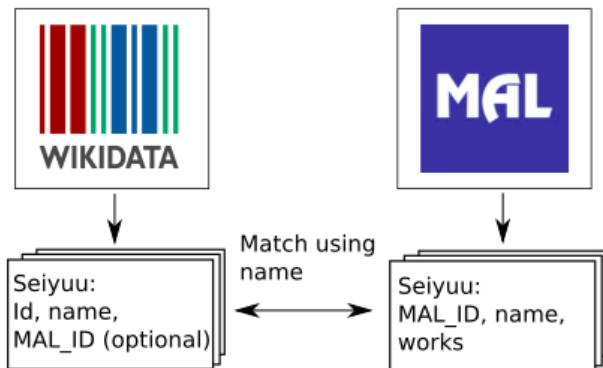 WIKIDATA
MAL
Match using
name
Seiyuu:
Id, name,
MAL_ID (optional)
Seiyuu:
MAL_ID, name,
works